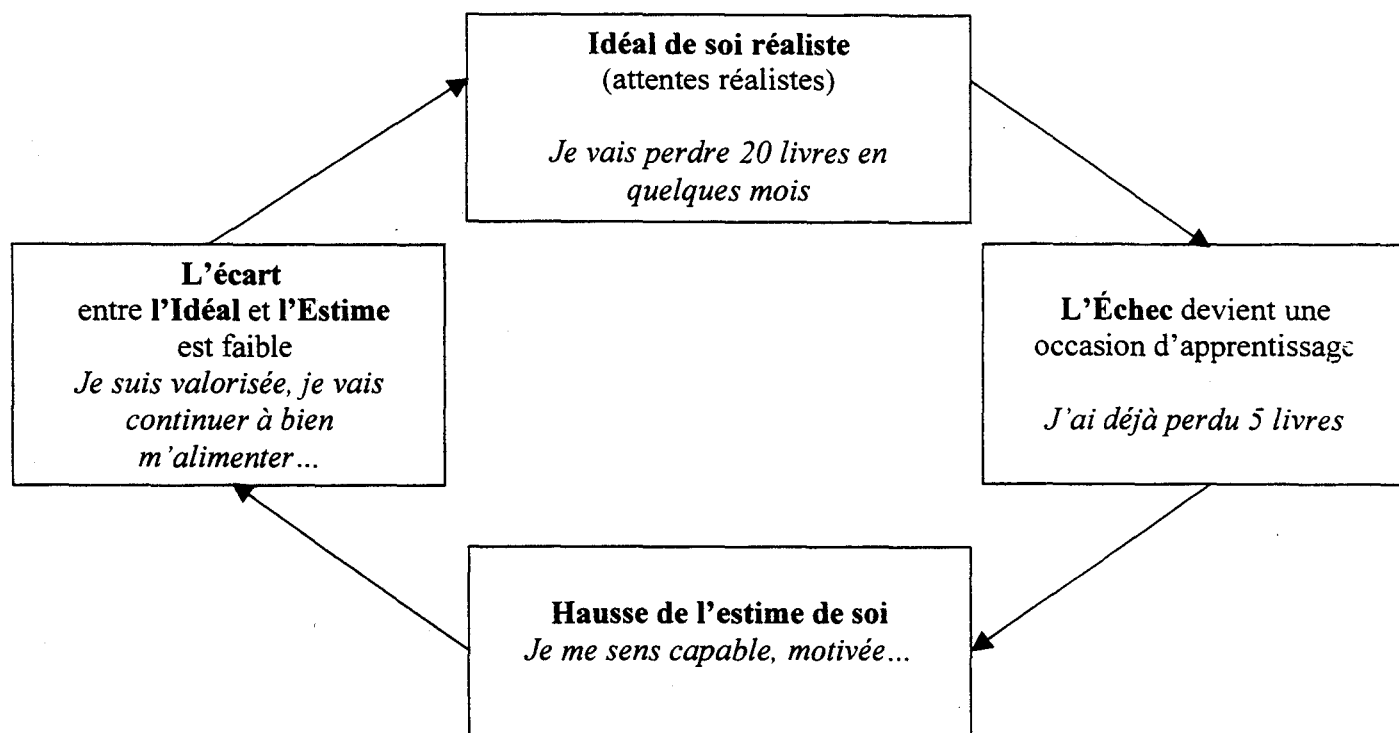 Idéal de soi réaliste
(attentes réalistes)
Je vais perdre 20 livres en
quelques mois
L'écart
entre l'Idéal et l'Estime
est faible
Je suis valorisée, je vais
continuer à bien
m'alimenter...
L'Échec devient une
occasion d'apprentissage
J'ai déjà perdu 5 livres
Hausse de l'estime de soi
Je me sens capable, motivée...